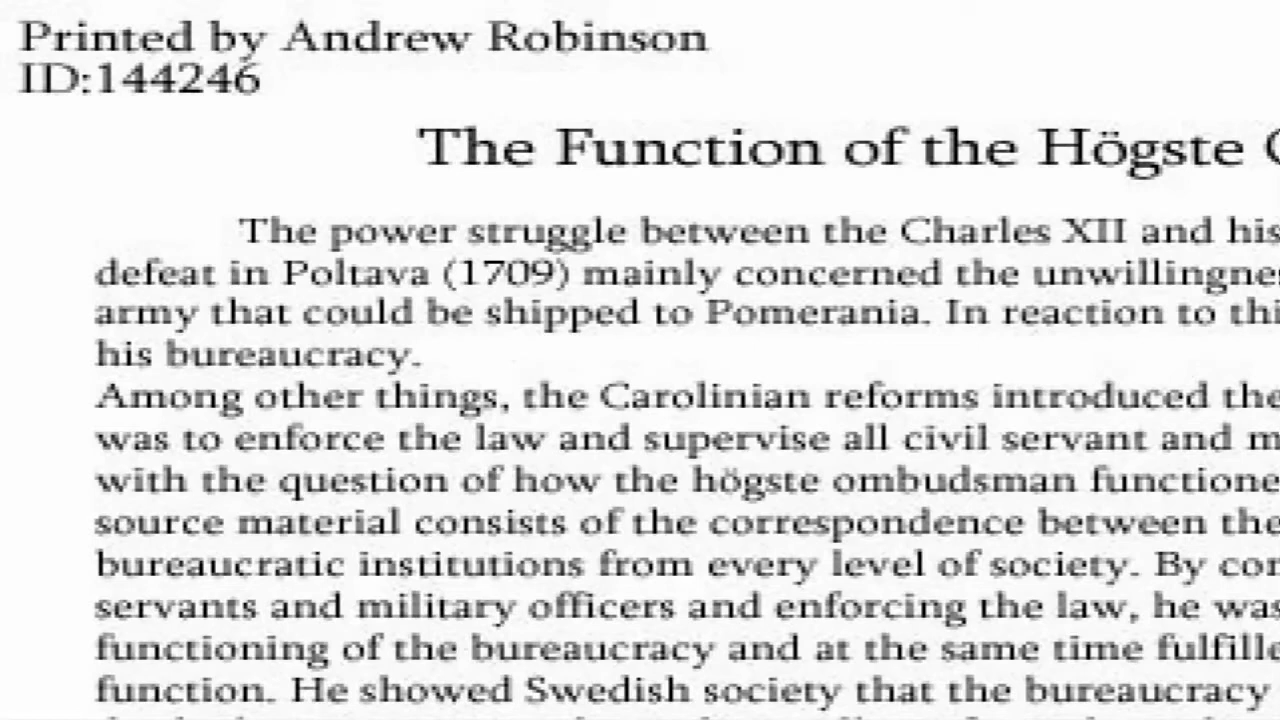 Printed by Andrew Robinson
ID:144246
The Function of the Högste
The power struggle between the Charles XII and his
defeat in Poltava (1709) mainly concerned the
army that could be shipped to Pomerania. In reaction to
his bureaucracy.
Among other things, the Carolinian reforms introduced the
was to enforce the law and supervise all civil servant and
with the question of how the högste ombudsman
source material consists of the correspondence between the
bureaucratic institutions from every level of society. By
servants and military officers and enforcing the law, he was
functioning of the bureaucracy and at the same time
function. He showed Swedish society that the bureaucracy